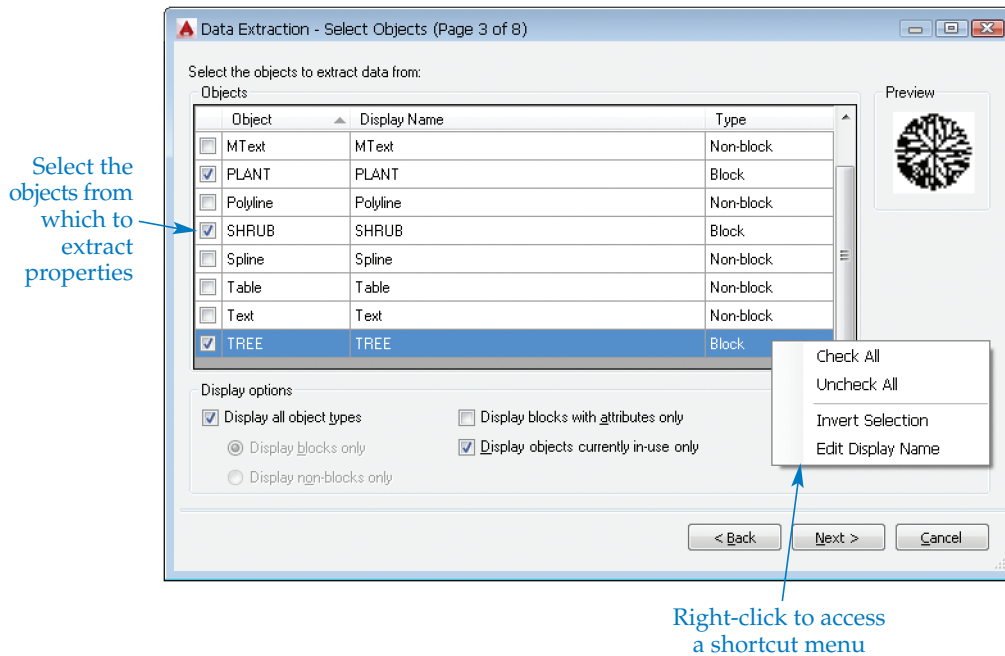 Data Extraction - Select Objects (Page 3 of 8)
Select the objects to extract data from:
Objects
Preview
Object Display Name Type
MText MText Non-block
PLANT PLANT Block
Polyline Polyline Non-block
SHRUB SHRUB Block
Spline Spline Non-block
Table Table Non-block
Text Text Non-block
TREE TREE Block
Select the
objects from
which to
extract
properties
Check All
Uncheck All
Invert Selection
Edit Display Name
Display options
Display all object types
Display blocks with attributes only
Display blocks only
Display objects currently in-use only
Display non-blocks only
< Back
Next >
Cancel
Right-click to access
a shortcut menu